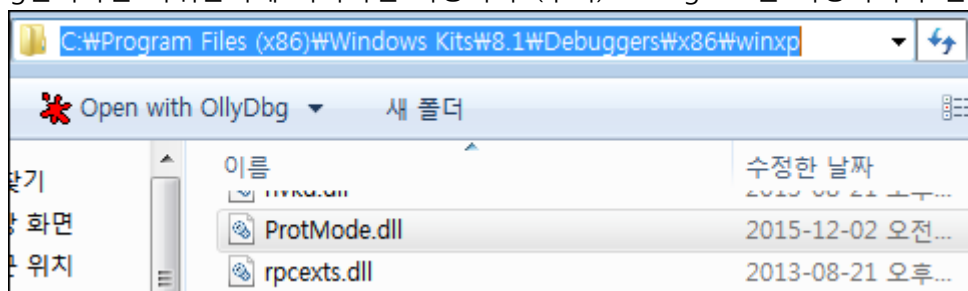 C:₩Program Files (x86)₩Windows Kits₩8.1₩Debuggers₩x86₩winxp
Open with OllyDbg 새 폴더
이름 수정한 날짜
찾기
화면 ProtMode.dll 2015-12-02 오전...
위치 rpcexts.dll 2013-08-21 오후...